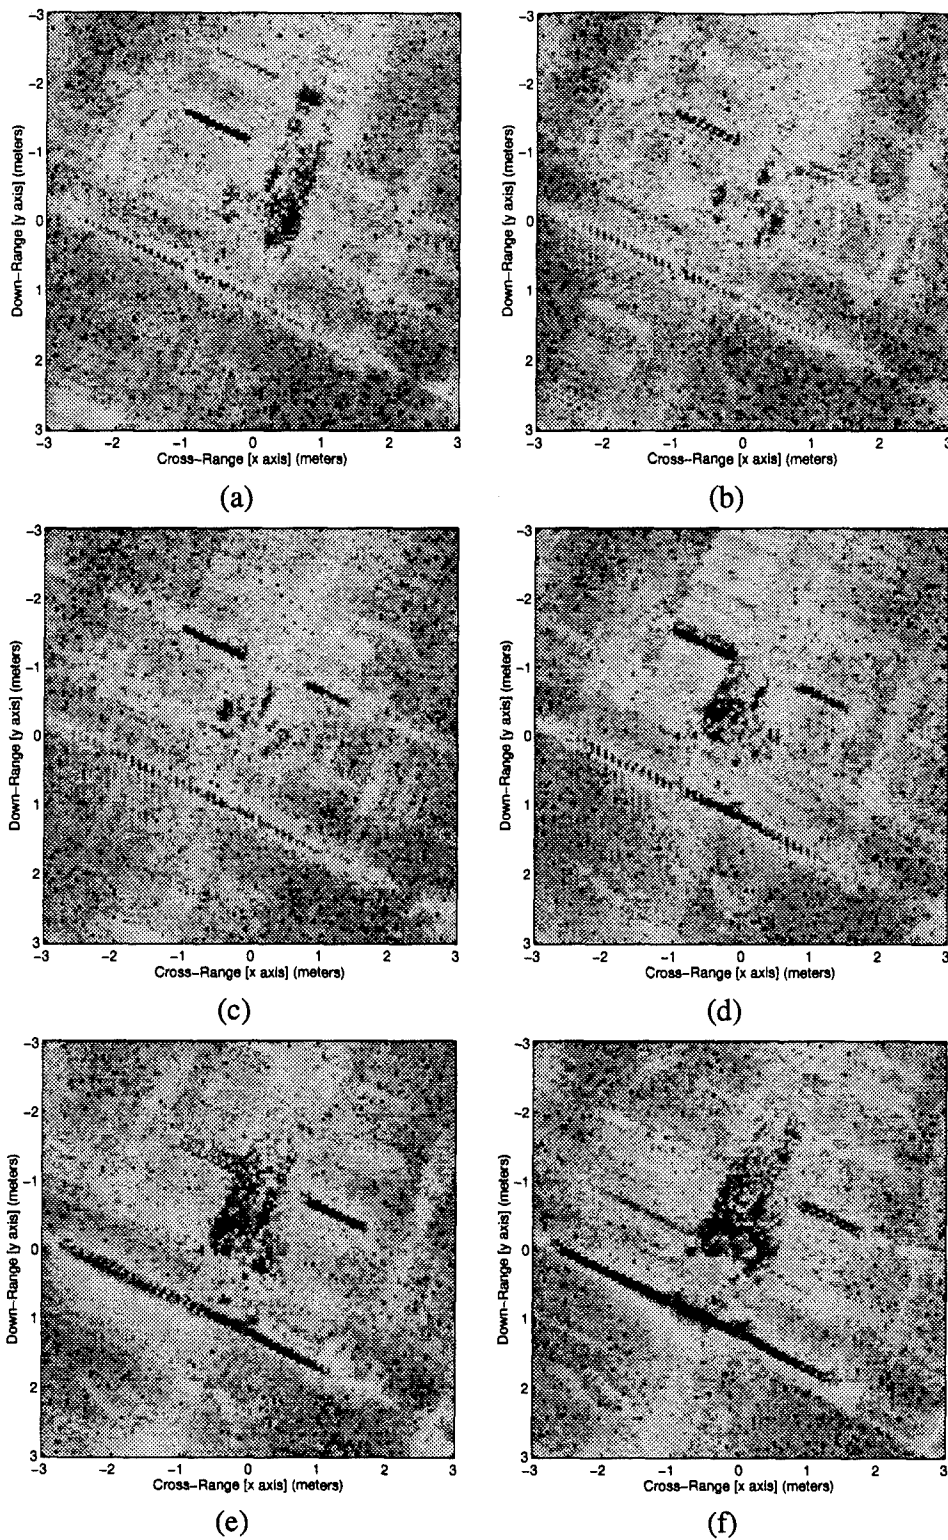 -3
-2
-1
0
1
2
3
Down-Range [y axis] (meters)
-3 -2 -1 0 1 2 3
Cross-Range [x axis] (meters)
(a)
-3
-2
-1
0
1
2
3
Down-Range [y axis] (meters)
-3 -2 -1 0 1 2 3
Cross-Range [x axis] (meters)
(b)
-3
-2
-1
0
1
2
3
Down-Range [y axis] (meters)
-3 -2 -1 0 1 2 3
Cross-Range [x axis] (meters)
(c)
-3
-2
-1
0
1
2
3
Down-Range [y axis] (meters)
-3 -2 -1 0 1 2 3
Cross-Range [x axis] (meters)
(d)
-3
-2
-1
0
1
2
3
Down-Range [y axis] (meters)
-3 -2 -1 0 1 2 3
Cross-Range [x axis] (meters)
(e)
-3
-2
-1
0
1
2
3
Down-Range [y axis] (meters)
-3 -2 -1 0 1 2 3
Cross-Range [x axis] (meters)
(f)